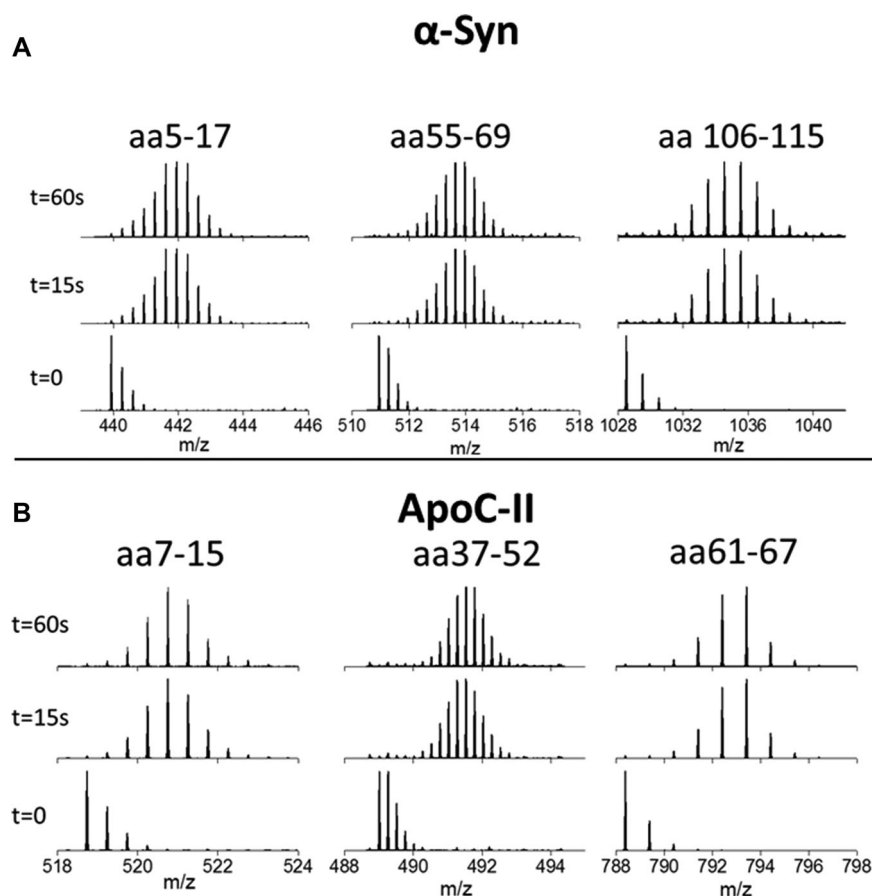 A
α-Syn
aa5-17 aa55-69 aa 106-115
t=60s
t=15s
t=0
440 442 444 446 510 512 514 516 518 1028 1032 1036 1040
m/z m/z m/z
B
ApoC-II
aa7-15 aa37-52 aa61-67
t=60s
t=15s
t=0
518 520 522 524 488 490 492 494 788 790 792 794 796 798
m/z m/z m/z